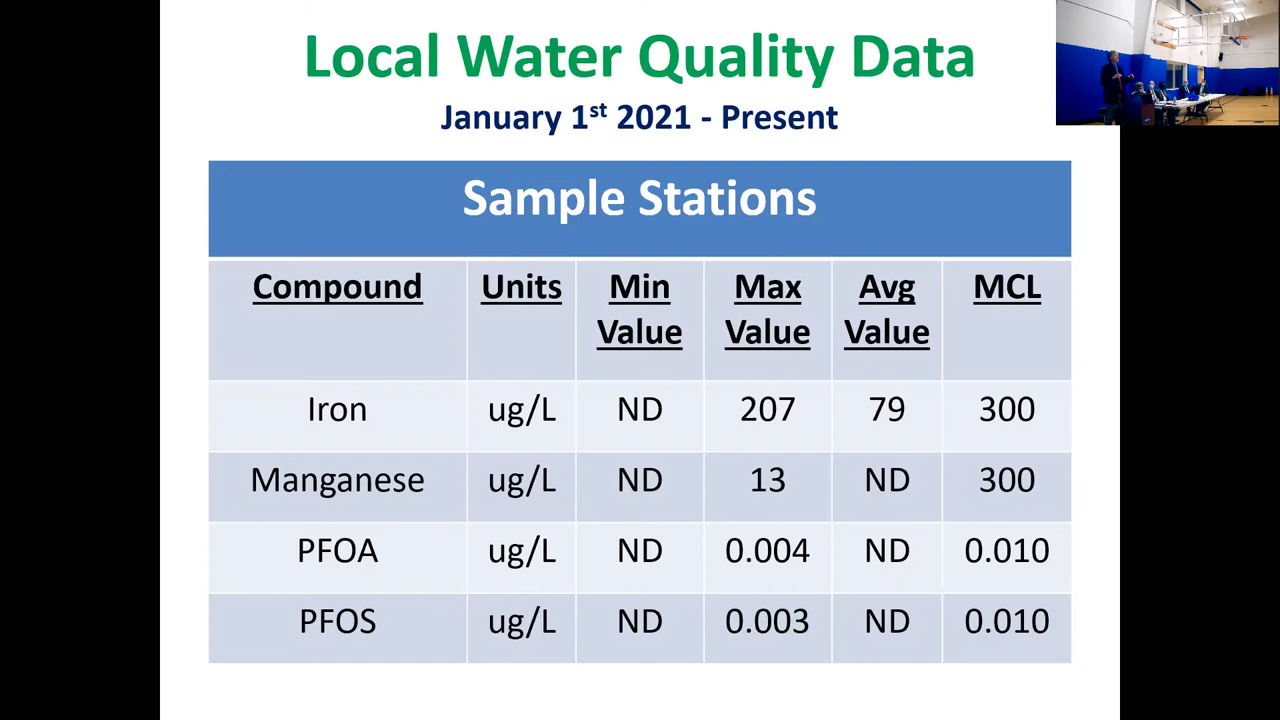 Local Water Quality Data
January 1st 2021 - Present
Sample Stations
Compound Units Min Value Max Value Avg Value MCL
Iron ug/L ND 207 79 300
Manganese ug/L ND 13 ND 300
PFOA ug/L ND 0.004 ND 0.010
PFOS ug/L ND 0.003 ND 0.010